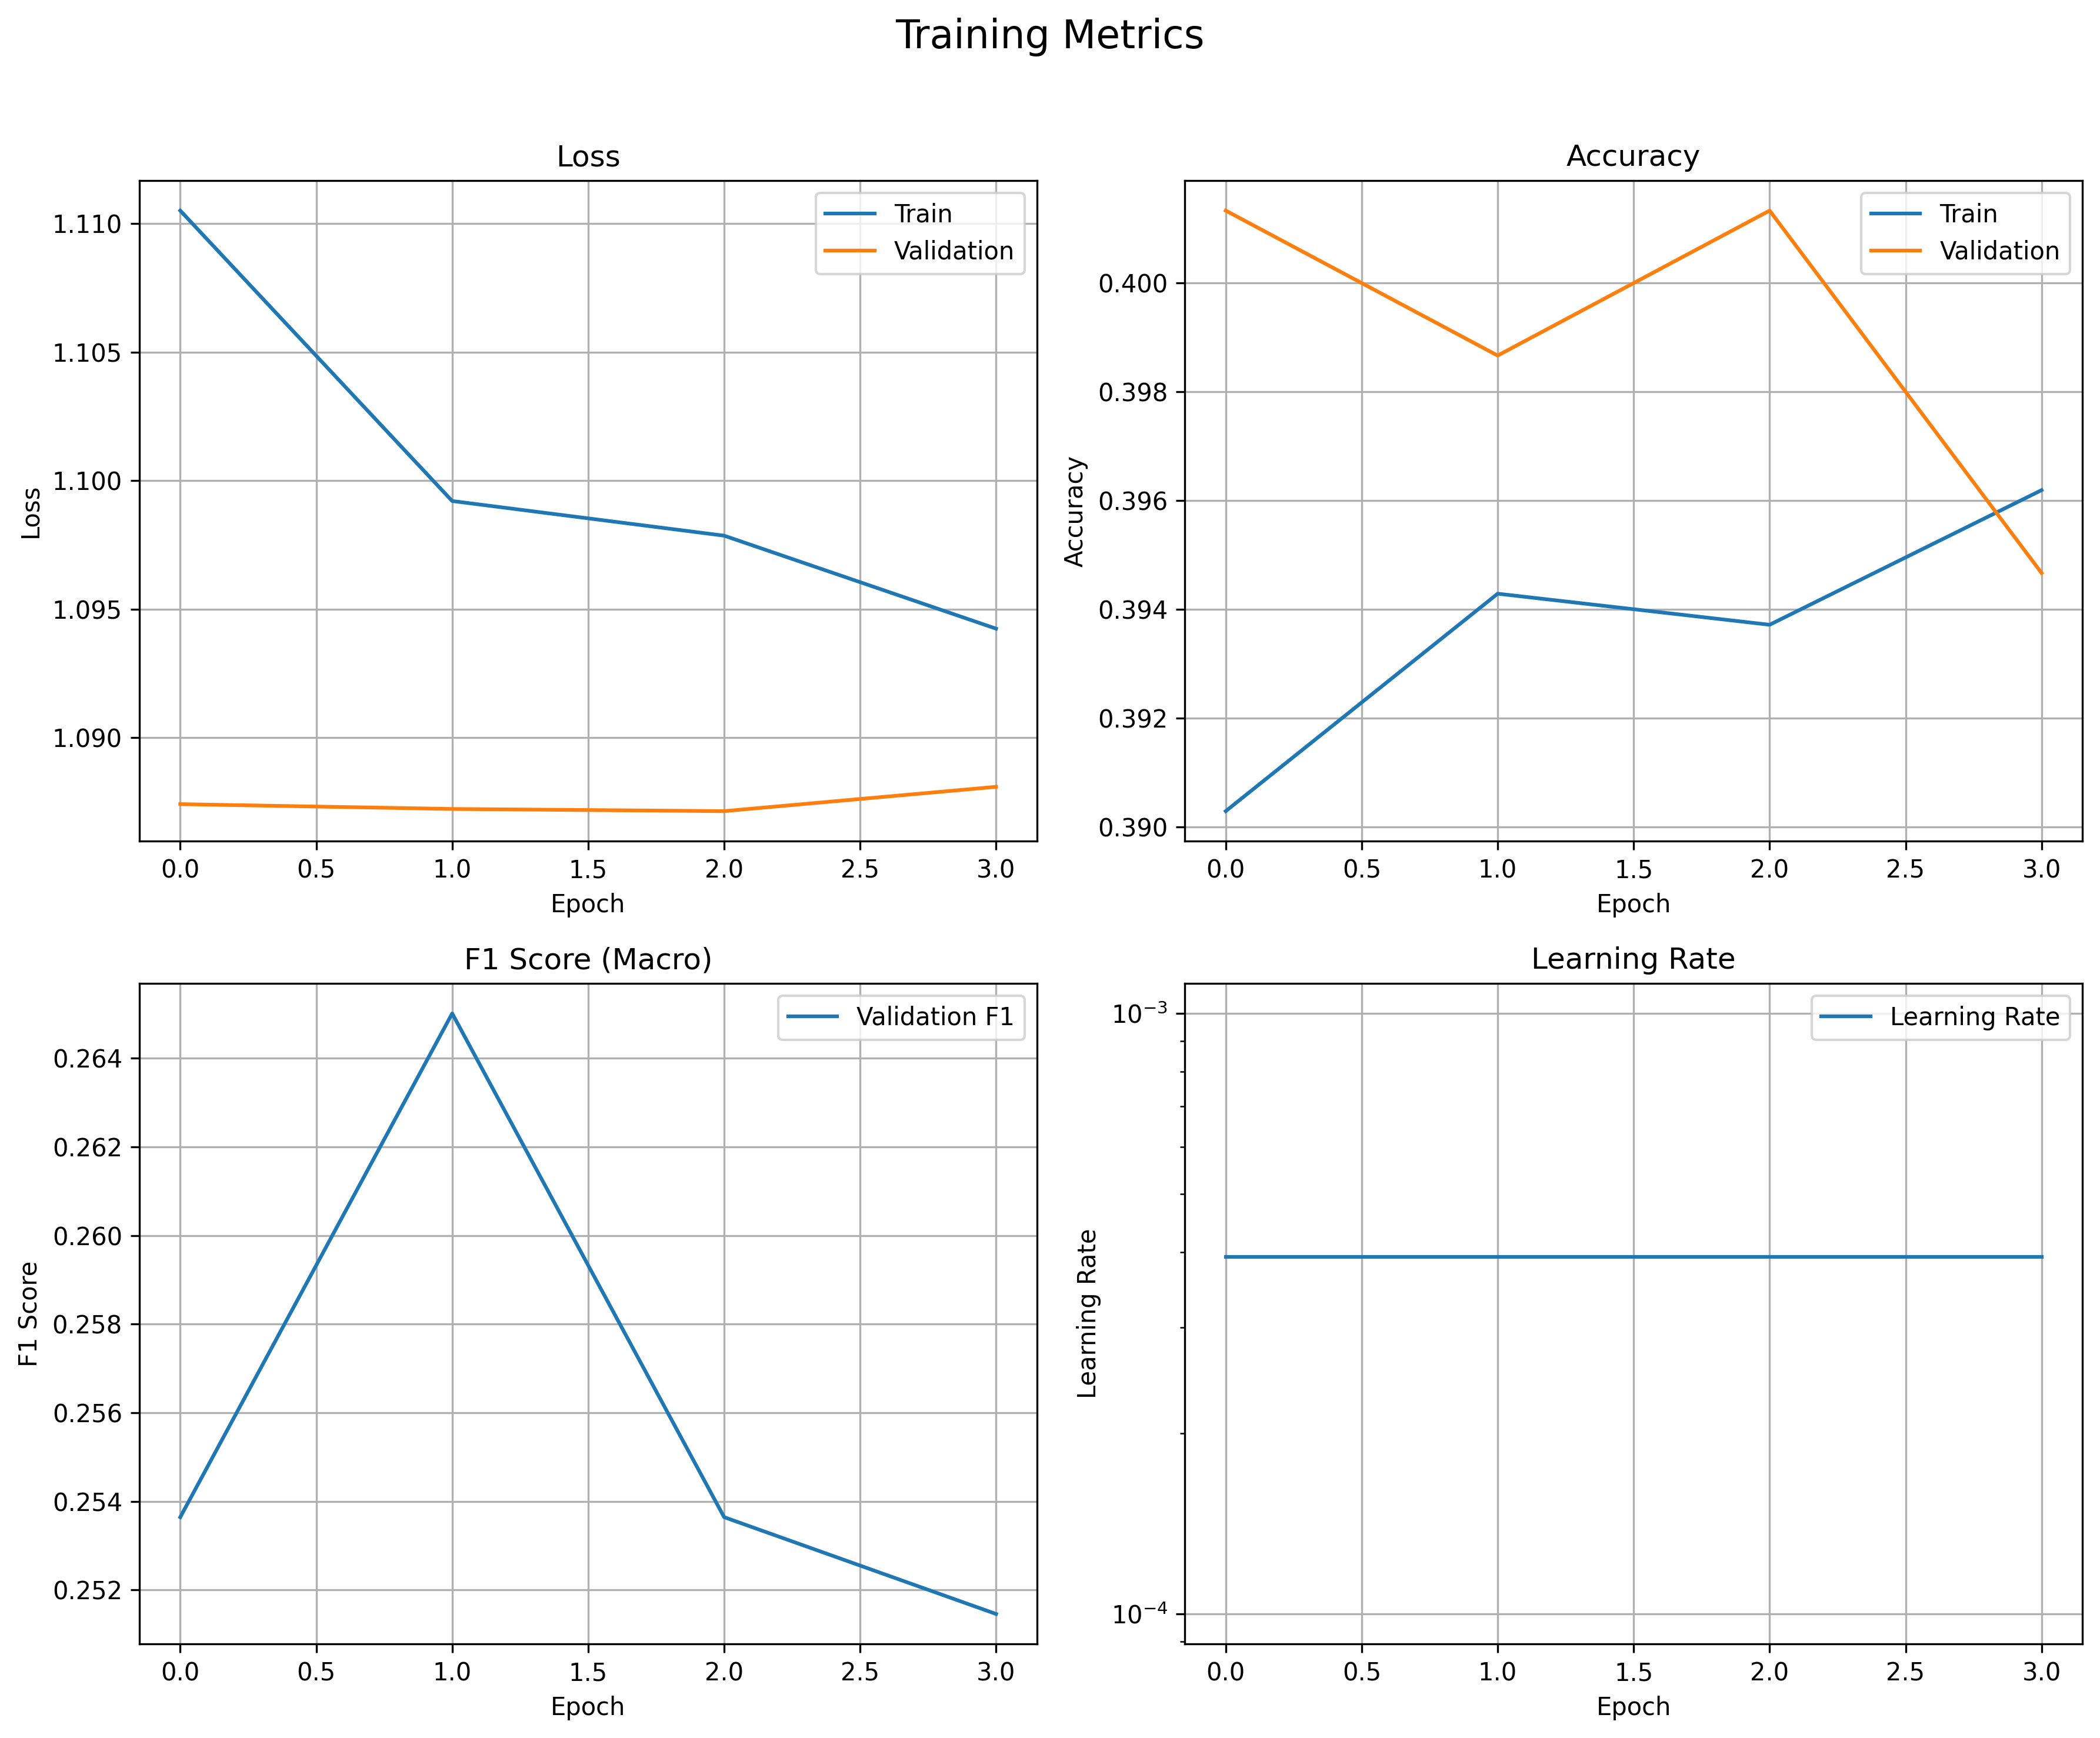 Training Metrics
Loss
Train
Validation
1.110
1.105
1.100
1.095
1.090
Loss
0.0 0.5 1.0 1.5 2.0 2.5 3.0
Epoch
Accuracy
Train
Validation
0.400
0.398
0.396
0.394
0.392
0.390
Accuracy
0.0 0.5 1.0 1.5 2.0 2.5 3.0
Epoch
F1 Score (Macro)
Validation F1
0.264
0.262
0.260
0.258
0.256
0.254
0.252
F1 Score
0.0 0.5 1.0 1.5 2.0 2.5 3.0
Epoch
Learning Rate
Learning Rate
10⁻³
10⁻⁴
Learning Rate
0.0 0.5 1.0 1.5 2.0 2.5 3.0
Epoch